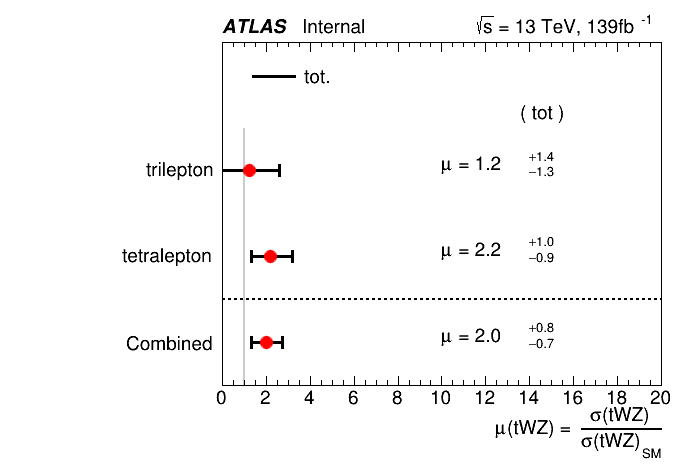 ATLAS Internal √s = 13 TeV, 139fb⁻¹
tot.
( tot )
trilepton μ = 1.2 +1.4 −1.3
tetralepton μ = 2.2 +1.0 −0.9
Combined μ = 2.0 +0.8 −0.7
0 2 4 6 8 10 12 14 16 18 20
μ(tWZ) = σ(tWZ) / σ(tWZ)SM